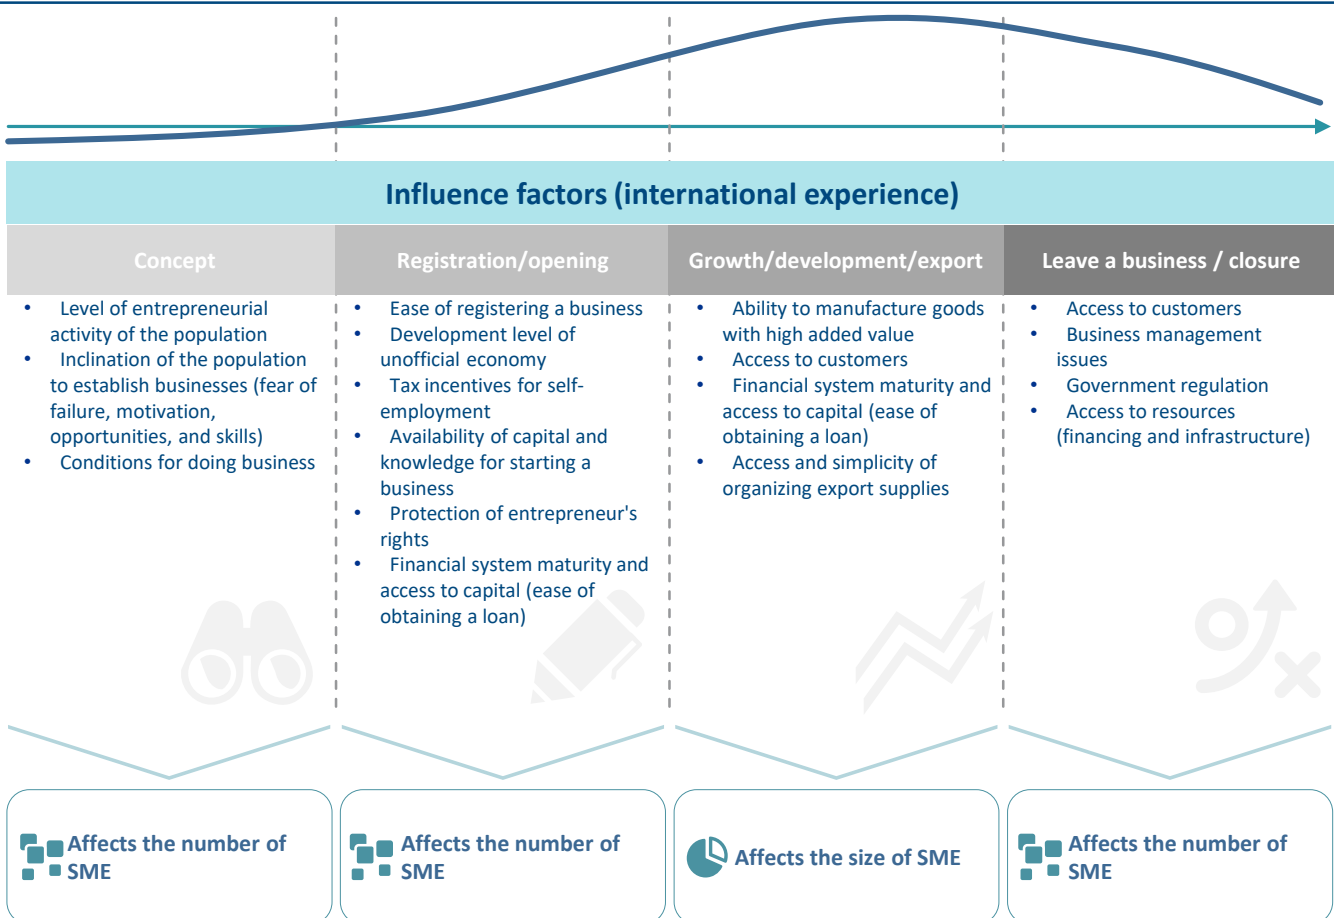 Influence factors (international experience)
Concept
Registration/opening
Growth/development/export
Leave a business / closure
• Level of entrepreneurial
activity of the population
• Inclination of the population
to establish businesses (fear of
failure, motivation,
opportunities, and skills)
• Conditions for doing business
• Ease of registering a business
• Development level of
unofficial economy
• Tax incentives for self-
employment
• Availability of capital and
knowledge for starting a
business
• Protection of entrepreneur's
rights
• Financial system maturity and
access to capital (ease of
obtaining a loan)
• Ability to manufacture goods
with high added value
• Access to customers
• Financial system maturity and
access to capital (ease of
obtaining a loan)
• Access and simplicity of
organizing export supplies
• Access to customers
• Business management
issues
• Government regulation
• Access to resources
(financing and infrastructure)
Affects the number of
SME
Affects the number of
SME
Affects the size of SME
Affects the number of
SME